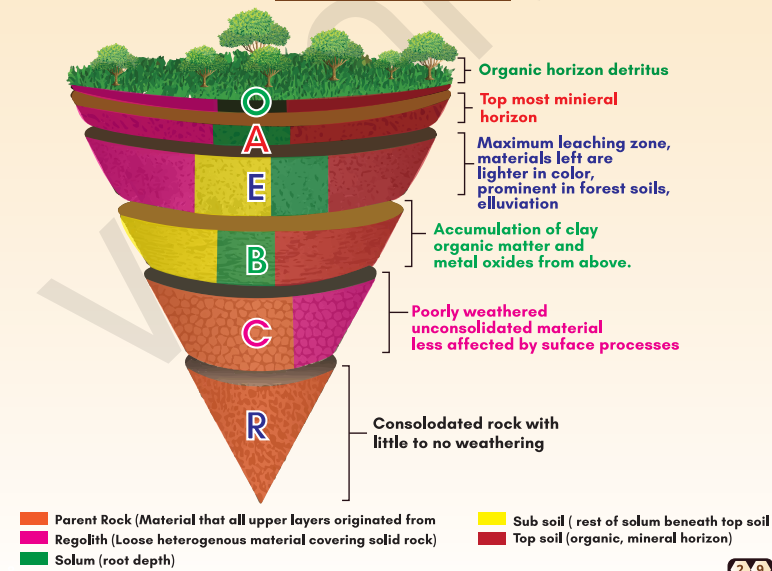 O
Organic horizon detritus
A
Top most minieral
horizon
E
Maximum leaching zone,
materials left are
lighter in color,
prominent in forest soils,
elluviation
B
Accumulation of clay
organic matter and
metal oxides from above.
C
Poorly weathered
unconsolidated material
less affected by suface processes
R
Consolodated rock with
little to no weathering
Parent Rock (Material that all upper layers originated from
Regolith (Loose heterogenous material covering solid rock)
Solum (root depth)
Sub soil ( rest of solum beneath top soil
Top soil (organic, mineral horizon)